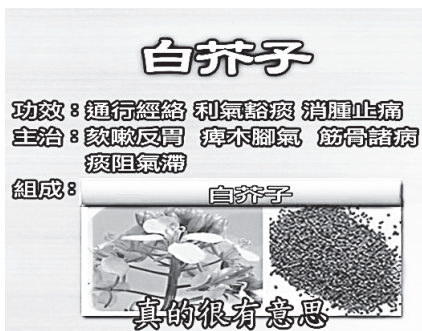 白芥子
功效：通行經絡 利氣豁痰 消腫止痛
主治：欬嗽反胃 痺木腳氣 筋骨諸病
痰阻氣滯
組成：
白芥子
真的很有意思